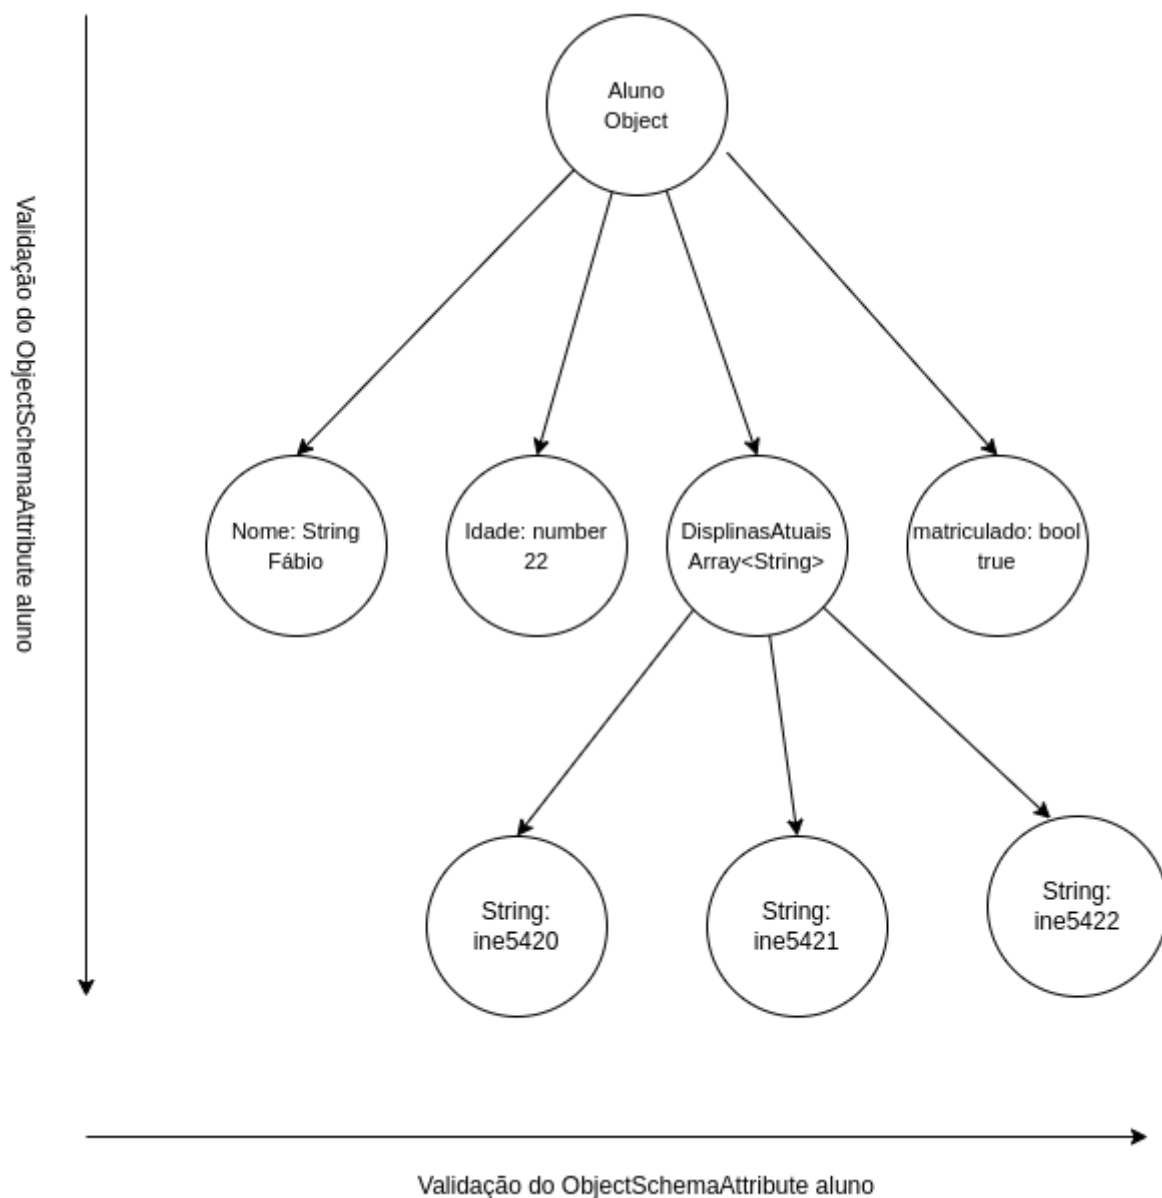 Aluno
Object
Validação do ObjectSchemaAttribute aluno
Nome: String
Fábio
Idade: number
22
DisplinasAtuais
Array<String>
matriculado: bool
true
String:
ine5420
String:
ine5421
String:
ine5422
Validação do ObjectSchemaAttribute aluno